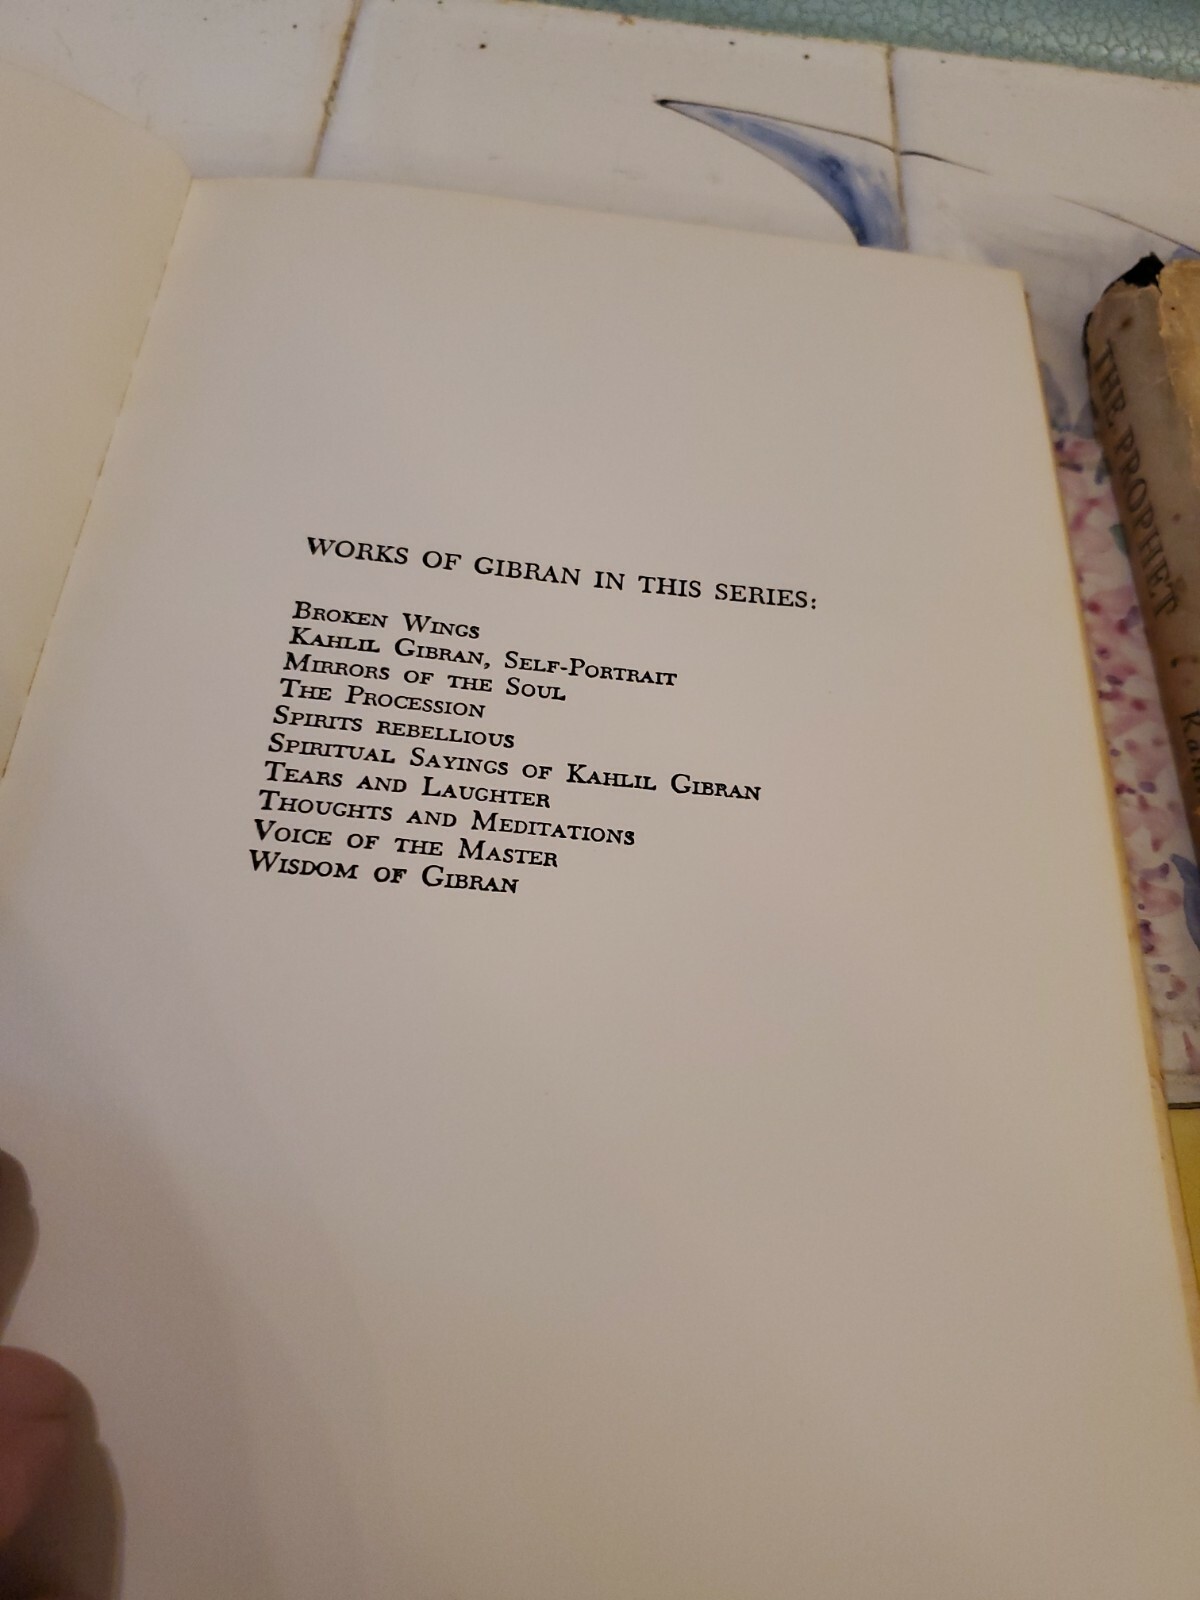 WORKS OF GIBRAN IN THIS SERIES:
BROKEN WINGS
KAHLIL GIBRAN, SELF-PORTRAIT
MIRRORS OF THE SOUL
THE PROCESSION
SPIRITS REBELLIOUS
SPIRITUAL SAYINGS OF KAHLIL GIBRAN
TEARS AND LAUGHTER
THOUGHTS AND MEDITATIONS
VOICE OF THE MASTER
WISDOM OF GIBRAN
THE PROPHET